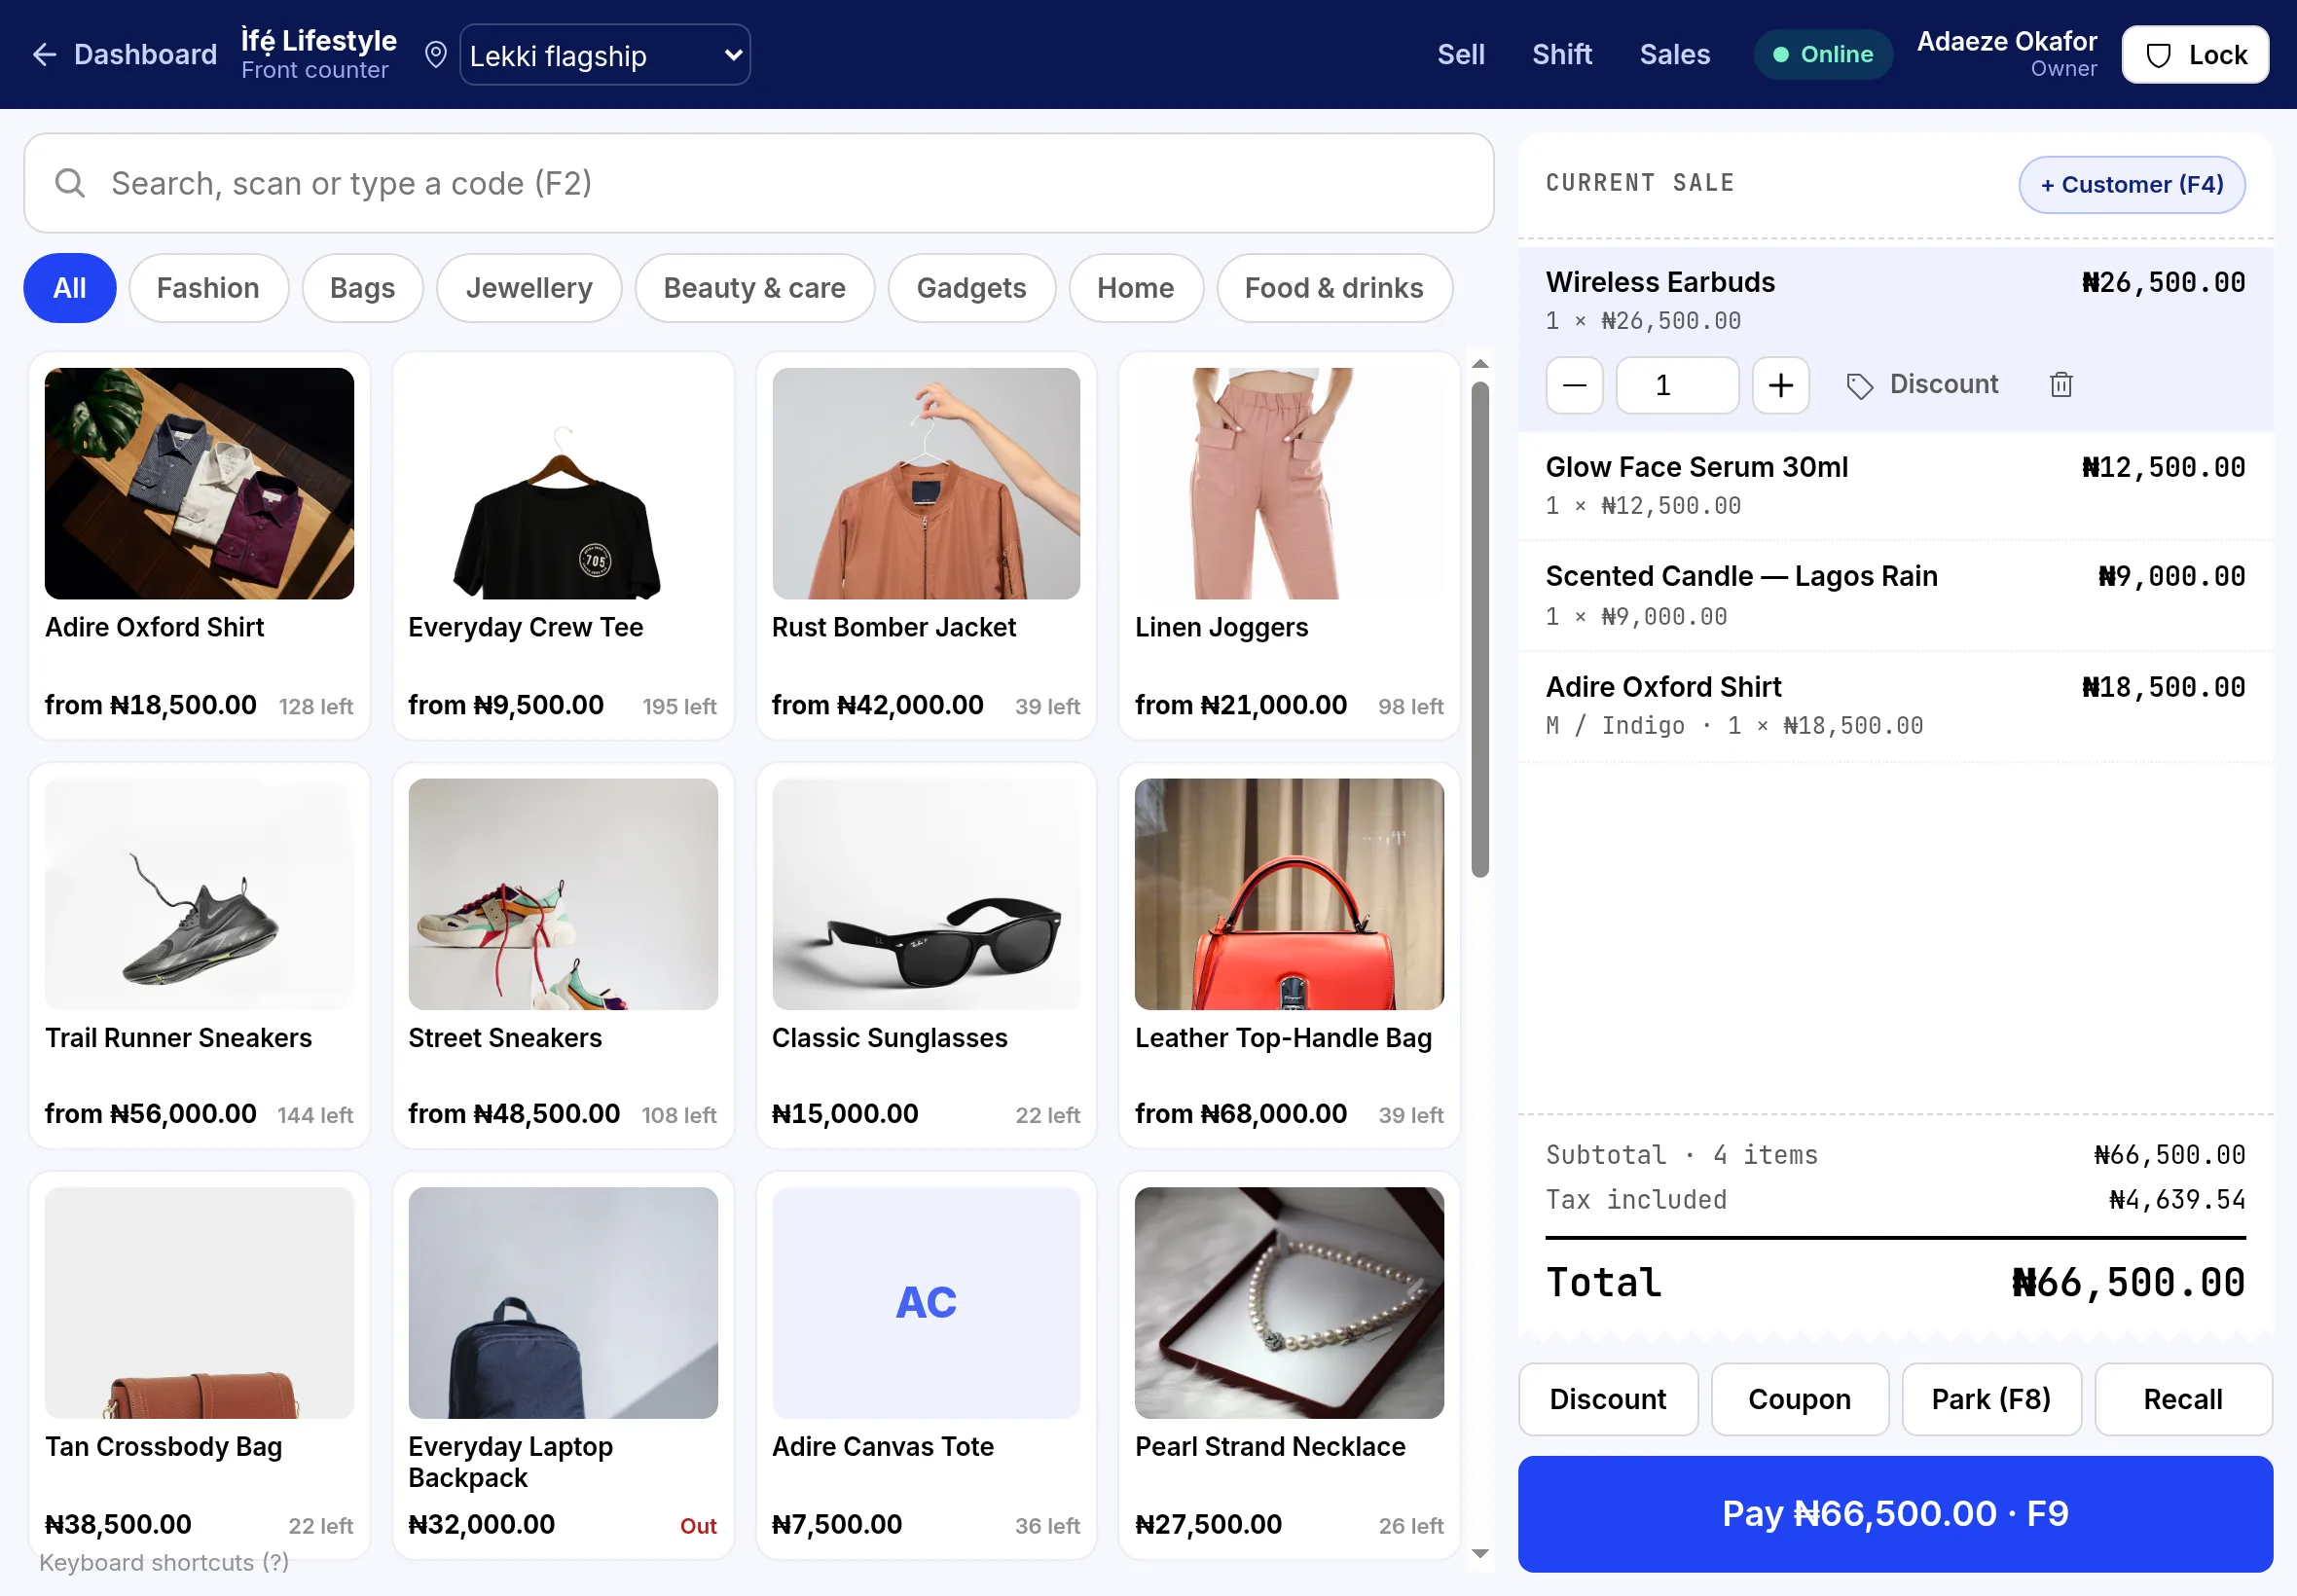 Dashboard
Ìfẹ́ Lifestyle
Front counter
Lekki flagship
Sell
Shift
Sales
Online
Adaeze Okafor
Owner
Lock
Search, scan or type a code (F2)
All
Fashion
Bags
Jewellery
Beauty & care
Gadgets
Home
Food & drinks
705
Adire Oxford Shirt
from ₦18,500.00 128 left
Everyday Crew Tee
from ₦9,500.00 195 left
Rust Bomber Jacket
from ₦42,000.00 39 left
Linen Joggers
from ₦21,000.00 98 left
Trail Runner Sneakers
from ₦56,000.00 144 left
Street Sneakers
from ₦48,500.00 108 left
Classic Sunglasses
₦15,000.00 22 left
Leather Top-Handle Bag
from ₦68,000.00 39 left
Tan Crossbody Bag
₦38,500.00 22 left
Everyday Laptop
Backpack
₦32,000.00 Out
AC
Adire Canvas Tote
₦7,500.00 36 left
Pearl Strand Necklace
₦27,500.00 26 left
Keyboard shortcuts (?)
CURRENT SALE
+ Customer (F4)
Wireless Earbuds ₦26,500.00
1 × ₦26,500.00
1
Discount
Glow Face Serum 30ml ₦12,500.00
1 × ₦12,500.00
Scented Candle — Lagos Rain ₦9,000.00
1 × ₦9,000.00
Adire Oxford Shirt ₦18,500.00
M / Indigo · 1 × ₦18,500.00
Subtotal · 4 items ₦66,500.00
Tax included ₦4,639.54
Total ₦66,500.00
Discount
Coupon
Park (F8)
Recall
Pay ₦66,500.00 · F9